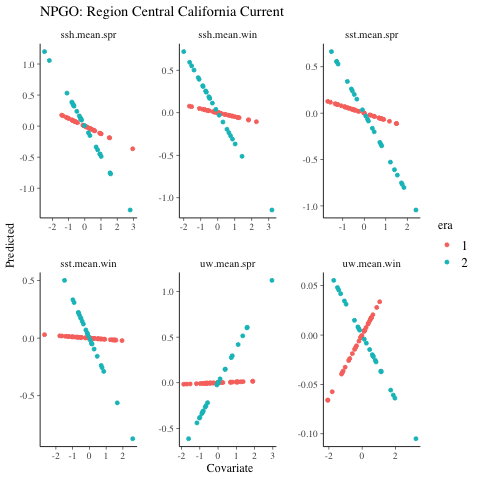 NPGO: Region Central California Current
ssh.mean.spr ssh.mean.win sst.mean.spr
1.0
0.5
0.0
-0.5
-1.0
-2 -1 0 1 2 3
0.5
0.0
-0.5
-1.0
-2 -1 0 1 2 3
0.5
0.0
-0.5
-1.0
-1 0 1 2
Predicted
era
1
2
sst.mean.win uw.mean.spr uw.mean.win
0.5
0.0
-0.5
-2 -1 0 1 2
1.0
0.5
0.0
-0.5
-2 -1 0 1 2 3
0.05
0.00
-0.05
-0.10
-2 0 2
Covariate